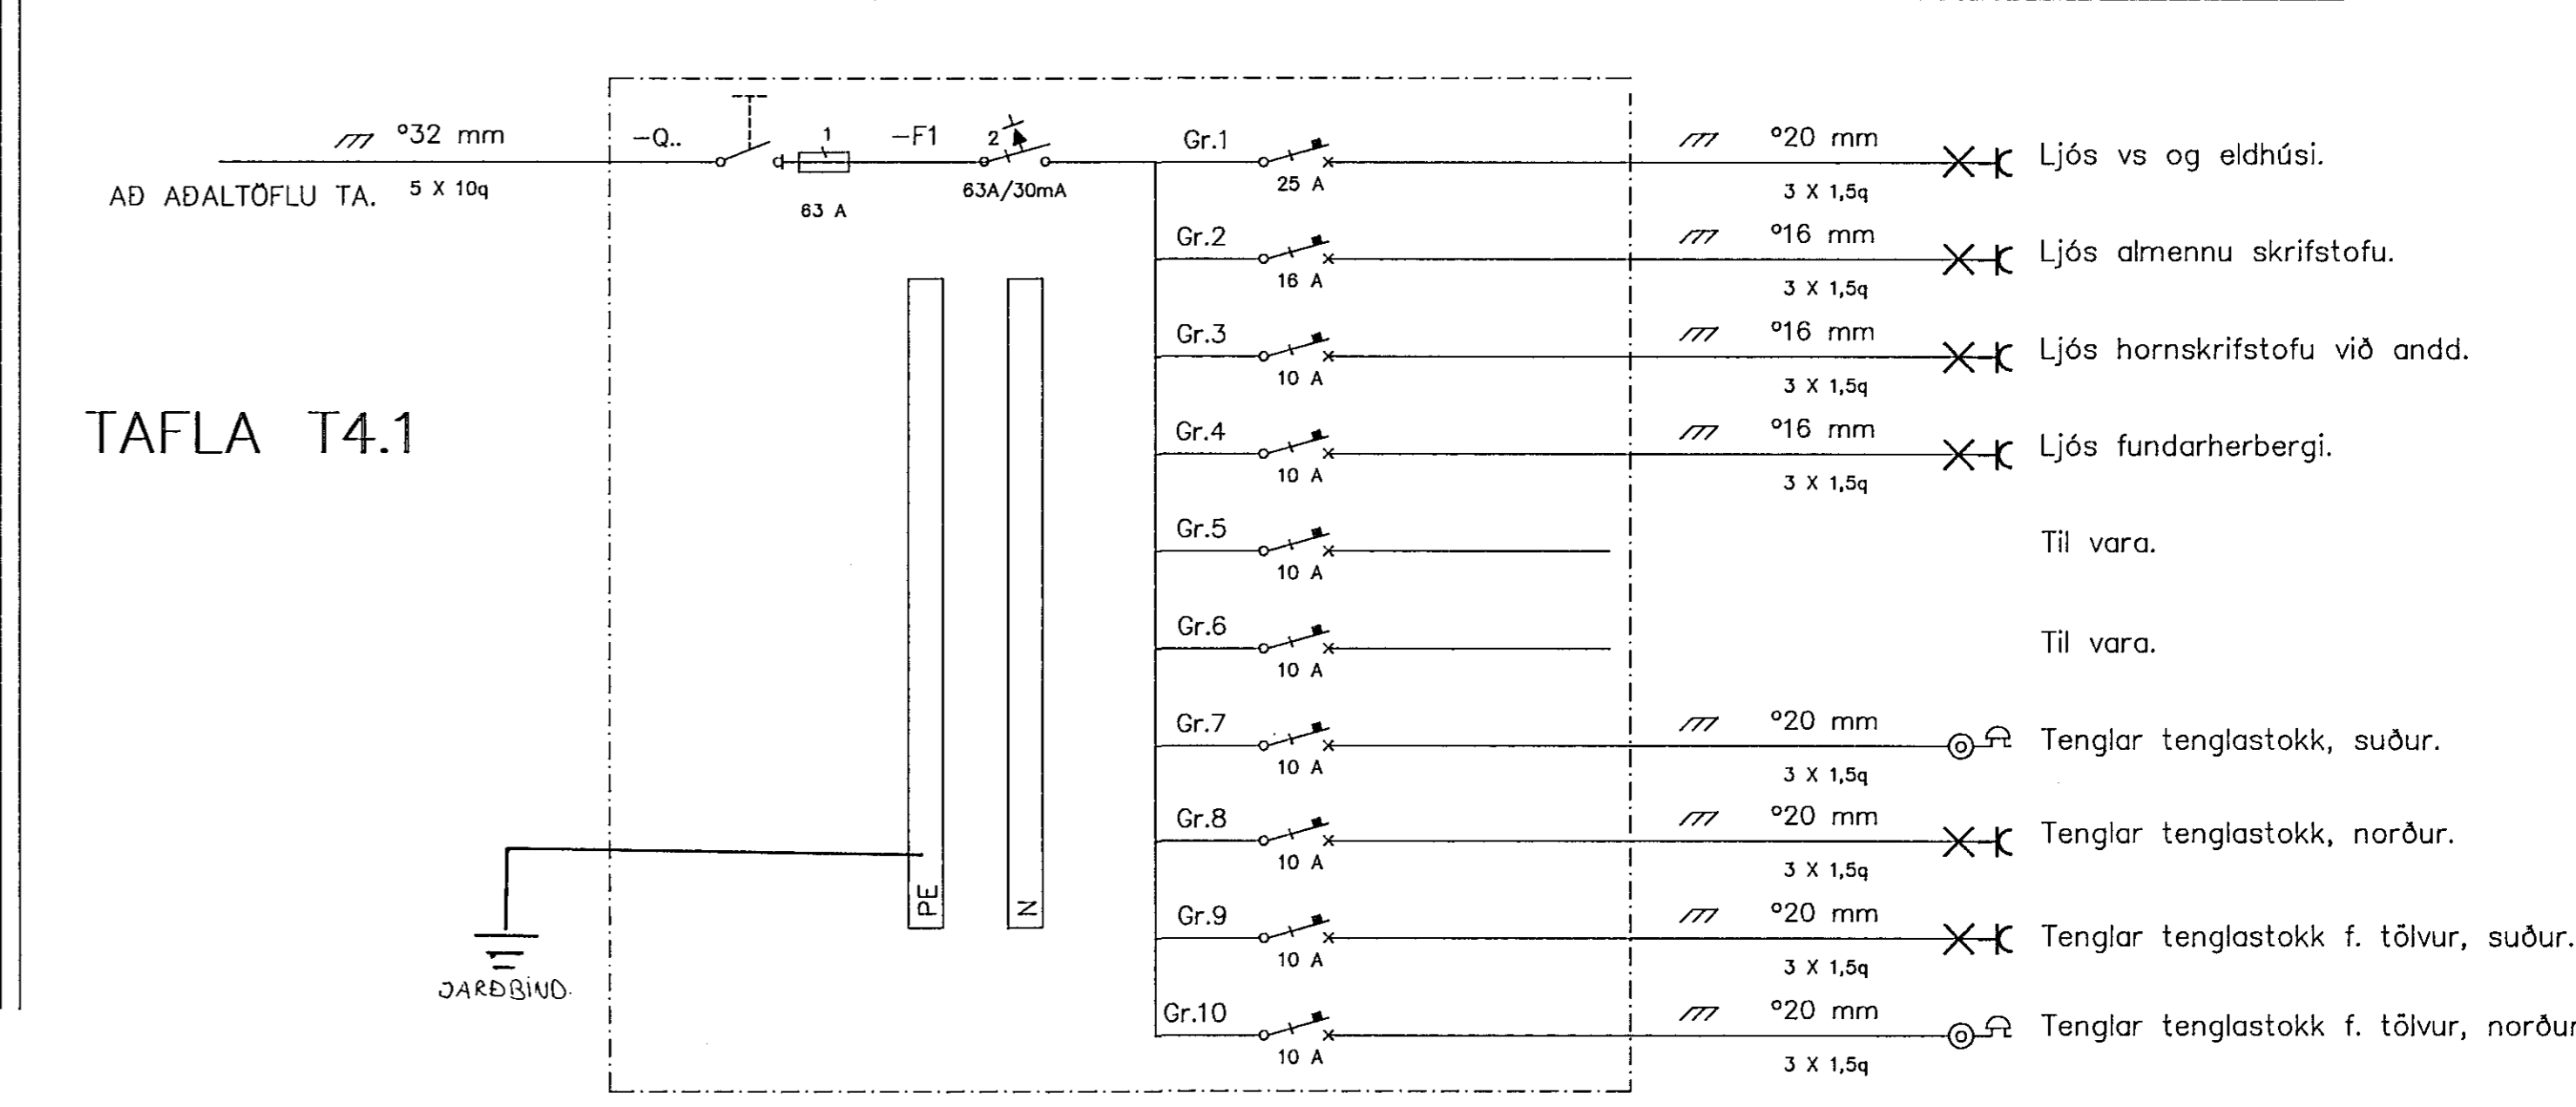 °32 mm
AÐ AÐALTÖFLU TA. 5 X 10q
TAFLA T4.1
JARÐBIND.
-Q..
1
63 A
-F1
2
63A/30mA
PE
N
Gr.1 25 A °20 mm 3 X 1,5q Ljós vs og eldhúsi.
Gr.2 16 A °16 mm 3 X 1,5q Ljós almennu skrifstofu.
Gr.3 10 A °16 mm 3 X 1,5q Ljós hornskrifstofu við andd.
Gr.4 10 A °16 mm 3 X 1,5q Ljós fundarherbergi.
Gr.5 10 A Til vara.
Gr.6 10 A Til vara.
Gr.7 10 A °20 mm 3 X 1,5q Tenglar tenglastokk, suður.
Gr.8 10 A °20 mm 3 X 1,5q Tenglar tenglastokk, norður.
Gr.9 10 A °20 mm 3 X 1,5q Tenglar tenglastokk f. tölvur, suður.
Gr.10 10 A °20 mm 3 X 1,5q Tenglar tenglastokk f. tölvur, norður